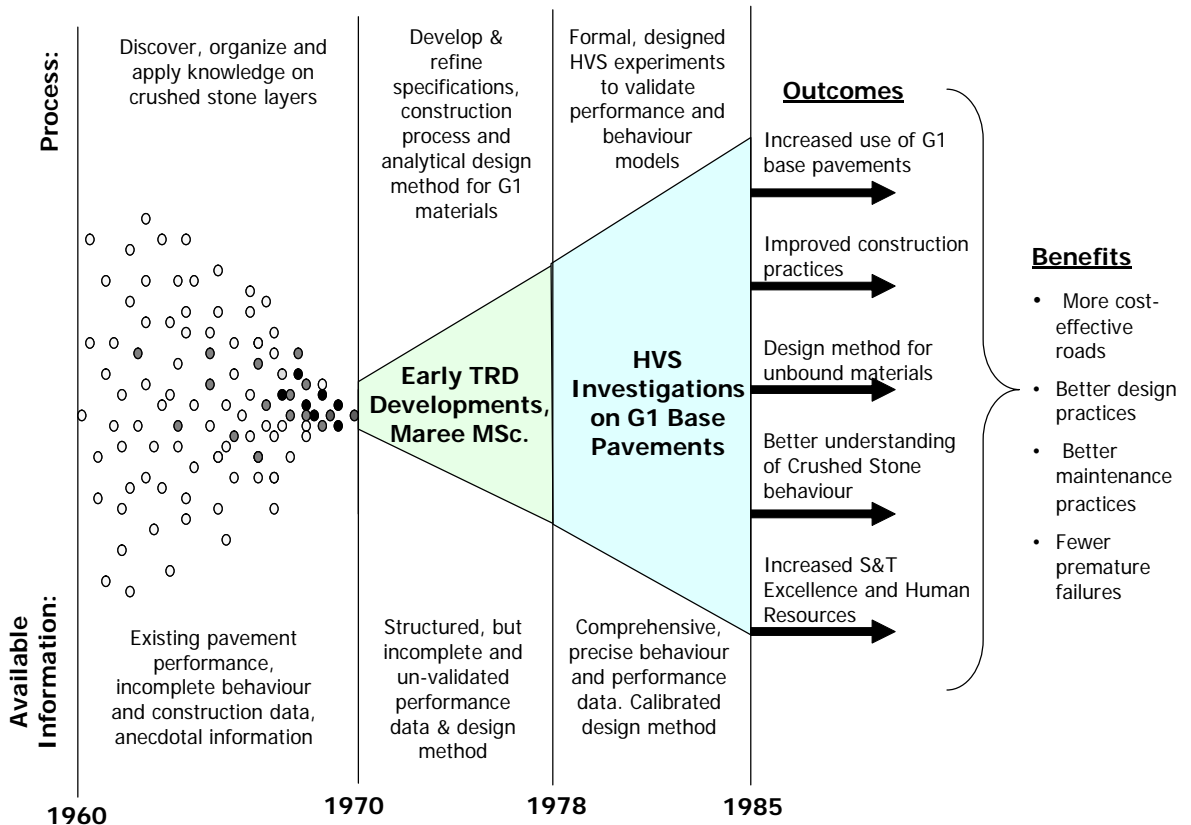 Process:
Discover, organize and
apply knowledge on
crushed stone layers
Develop &
refine
specifications,
construction
process and
analytical design
method for G1
materials
Formal, designed
HVS experiments
to validate
performance and
behaviour
models
Outcomes
Increased use of G1
base pavements
Improved construction
practices
Design method for
unbound materials
Better understanding
of Crushed Stone
behaviour
Increased S&T
Excellence and Human
Resources
Benefits
• More cost-
effective
roads
• Better design
practices
• Better
maintenance
practices
• Fewer
premature
failures
Early TRD
Developments,
Maree MSc.
HVS
Investigations
on G1 Base
Pavements
Available
Information:
Existing pavement
performance,
incomplete behaviour
and construction data,
anecdotal information
Structured, but
incomplete and
un-validated
performance
data & design
method
Comprehensive,
precise behaviour
and performance
data. Calibrated
design method
1960
1970
1978
1985